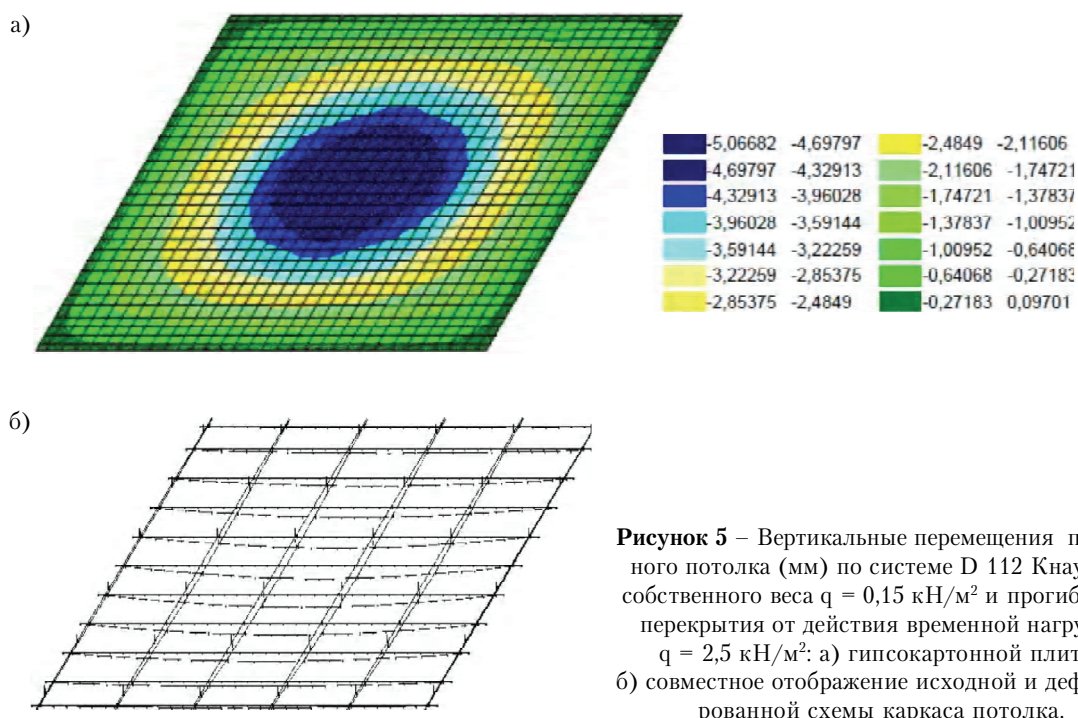 а)
-5,06682 -4,69797 -2,4849 -2,11606
-4,69797 -4,32913 -2,11606 -1,74721
-4,32913 -3,96028 -1,74721 -1,37837
-3,96028 -3,59144 -1,37837 -1,00952
-3,59144 -3,22259 -1,00952 -0,64068
-3,22259 -2,85375 -0,64068 -0,27183
-2,85375 -2,4849 -0,27183 0,09701
б)
Рисунок 5 – Вертикальные перемещения п
ного потолка (мм) по системе D 112 Кнау
собственного веса q = 0,15 кН/м² и прогиб
перекрытия от действия временной нагру
q = 2,5 кН/м²: а) гипсокартонной плит
б) совместное отображение исходной и деф
рованной схемы каркаса потолка.